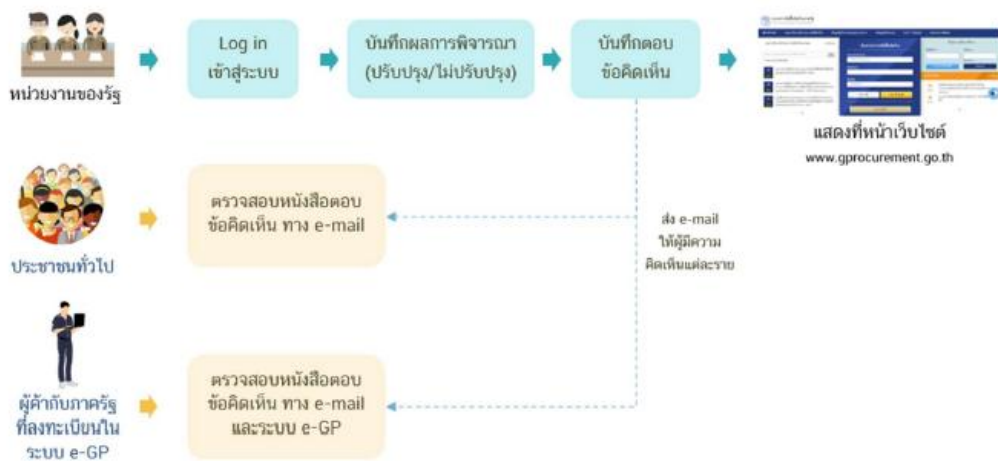 หน่วยงานของรัฐ
Log in
เข้าสู่ระบบ
บันทึกผลการพิจารณา
(ปรับปรุง/ไม่ปรับปรุง)
บันทึกตอบ
ข้อคิดเห็น
แสดงที่หน้าเว็บไซต์
www.gprocurement.go.th
ประชาชนทั่วไป
ตรวจสอบหนังสือตอบ
ข้อคิดเห็น ทาง e-mail
ส่ง e-mail
ให้ผู้มีความ
คิดเห็นแต่ละราย
ผู้ค้ากับภาครัฐ
ที่ลงทะเบียนใน
ระบบ e-GP
ตรวจสอบหนังสือตอบ
ข้อคิดเห็น ทาง e-mail
และระบบ e-GP